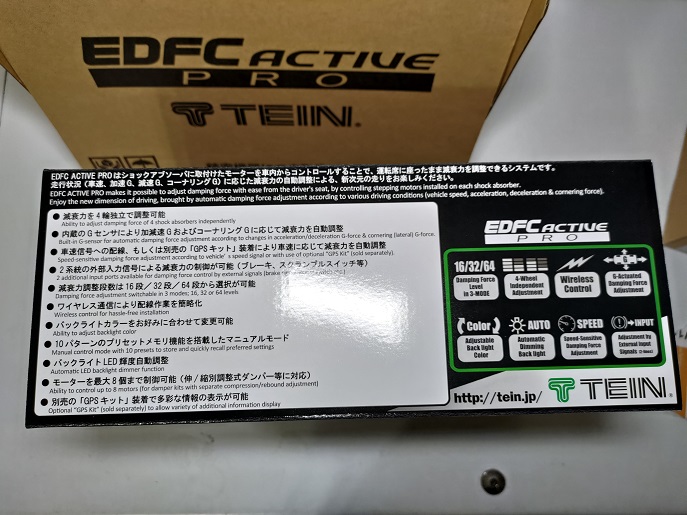 EDFC ACTIVE
PRO
TEIN®
EDFC ACTIVE PROはショックアブソーバに取付けたモーターを車内からコントロールすることで、運転席に座ったまま減衰力を調整できるシステムです。
走行状況（車速、加速G、減速G、コーナリングG）に応じた減衰力の自動調整による、新次元の走りをお楽しみください。
EDFC ACTIVE PRO makes it possible to adjust damping force with ease from the driver's seat, by controlling stepping motors installed on each shock absorber.
Enjoy the new dimension of driving, brought by automatic damping force adjustment according to various driving conditions (vehicle speed, acceleration, deceleration & cornering force).
● 減衰力を4輪独立で調整可能
Ability to adjust damping force of 4 shock absorbers independently
● 内蔵のGセンサにより加減速GおよびコーナリングGに応じて減衰力を自動調整
Built-in G-sensor for automatic damping force adjustment according to changes in acceleration/deceleration G-force & cornering (lateral) G-force.
● 車速信号への配線、もしくは別売の「GPSキット」装着により車速に応じて減衰力を自動調整
Speed-sensitive damping force adjustment according to vehicle's speed signal or with use of optional "GPS Kit" (sold separately).
● 2系統の外部入力信号による減衰力の制御が可能（ブレーキ、スクランブルスイッチ等）
2 additional input ports available for damping force control by external signals
● 減衰力調整段数は16段／32段／64段から選択が可能
Damping force adjustment switchable in 3 modes; 16, 32 or 64 levels
● ワイヤレス通信により配線作業を簡略化
Wireless control for hassle-free installation
● バックライトカラーをお好みに合わせて変更可能
Ability to adjust backlight color
● 10パターンのプリセットメモリ機能を搭載したマニュアルモード
Manual control mode with 10 presets to store and quickly recall preferred settings
● バックライトLED輝度自動調整
Automatic LED backlight dimmer function
● モーターを最大8個まで制御可能（伸／縮別調整式ダンパー等に対応）
Ability to control up to 8 motors (for damper kits with separate compression/rebound adjustment)
● 別売の「GPSキット」装着で多彩な情報の表示が可能
Optional "GPS Kit" (sold separately) to allow variety of additional information display
EDFC ACTIVE
PRO
16/32/64
Damping Force
Level
in 3-MODE
4-Wheel
Independent
Adjustment
Wireless
Control
G
G-Actuated
Damping Force
Adjustment
Color
Adjustable
Back light
Color
AUTO
Automatic
Dimming
Back light
SPEED
Speed-Sensitive
Damping Force
Adjustment
INPUT
Adjustment by
External Input
Signals
http://tein.jp/
TEIN®